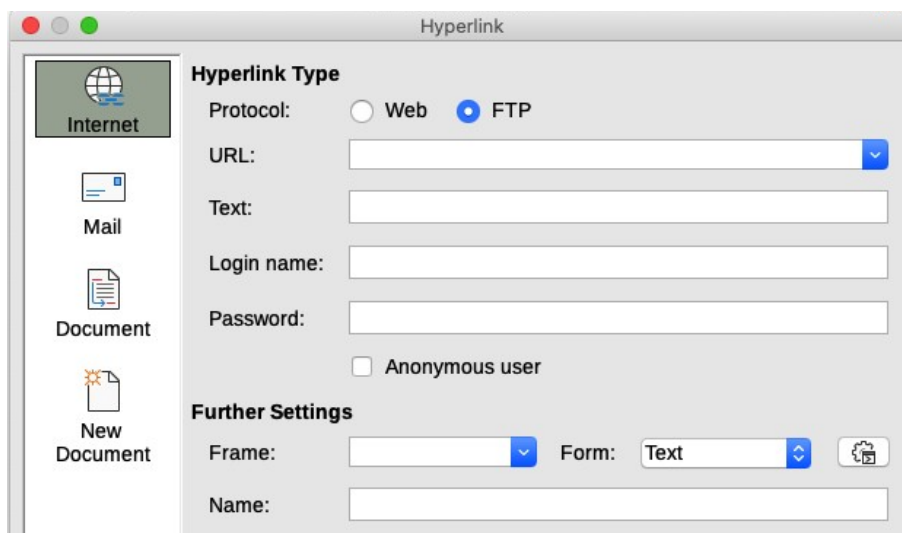 Hyperlink
Internet
Mail
Document
New
Document
Hyperlink Type
Protocol: Web FTP
URL:
Text:
Login name:
Password:
Anonymous user
Further Settings
Frame: Form: Text
Name: